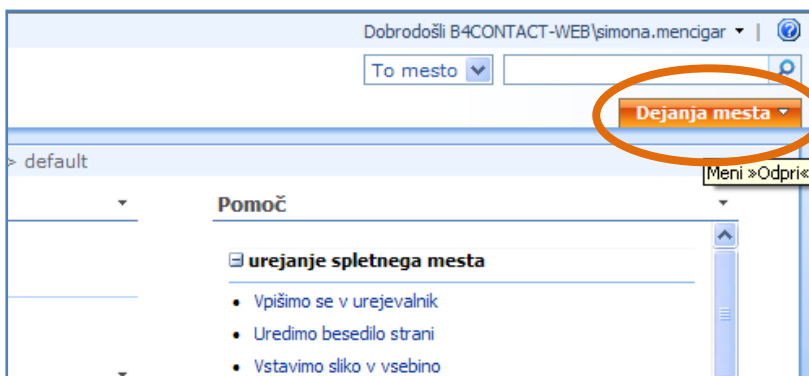 Dobrodošli B4CONTACT-WEB\simona.mencigar |
To mesto
Dejanja mesta
> default
Meni »Odpri«
Pomoč
urejanje spletnega mesta
• Vpišimo se v urejevalnik
• Uredimo besedilo strani
• Vstavimo sliko v vsebino